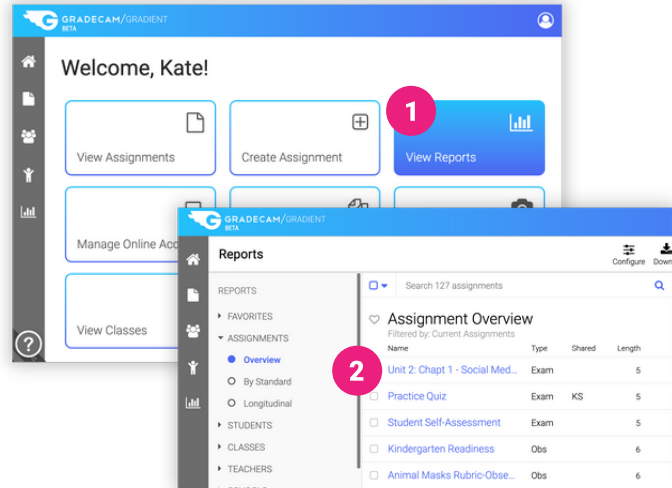 GRADECAM/GRADIENT
BETA
Welcome, Kate!
1
View Assignments
Create Assignment
View Reports
Manage Online Acc
View Classes
?
GRADECAM/GRADIENT
BETA
Reports
Configure Down
REPORTS
Search 127 assignments
FAVORITES
ASSIGNMENTS
Overview
By Standard
Longitudinal
STUDENTS
CLASSES
TEACHERS
Assignment Overview
Filtered by: Current Assignments
Name Type Shared Length
2
Unit 2: Chapt 1 - Social Med... Exam 5
Practice Quiz Exam KS 5
Student Self-Assessment Exam 5
Kindergarten Readiness Obs 6
Animal Masks Rubric-Obse... Obs 6